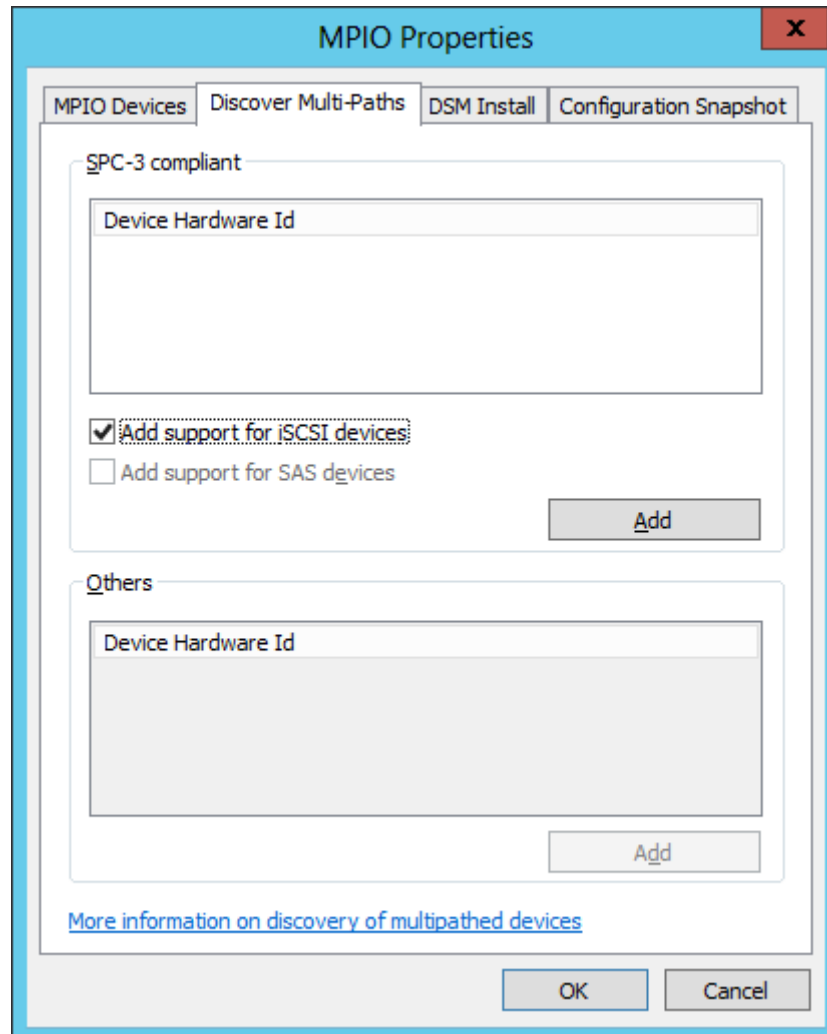 MPIO Properties
x
MPIO Devices
Discover Multi-Paths
DSM Install
Configuration Snapshot
SPC-3 compliant
Device Hardware Id
Add support for iSCSI devices
Add support for SAS devices
Add
Others
Device Hardware Id
Add
More information on discovery of multipathed devices
OK
Cancel